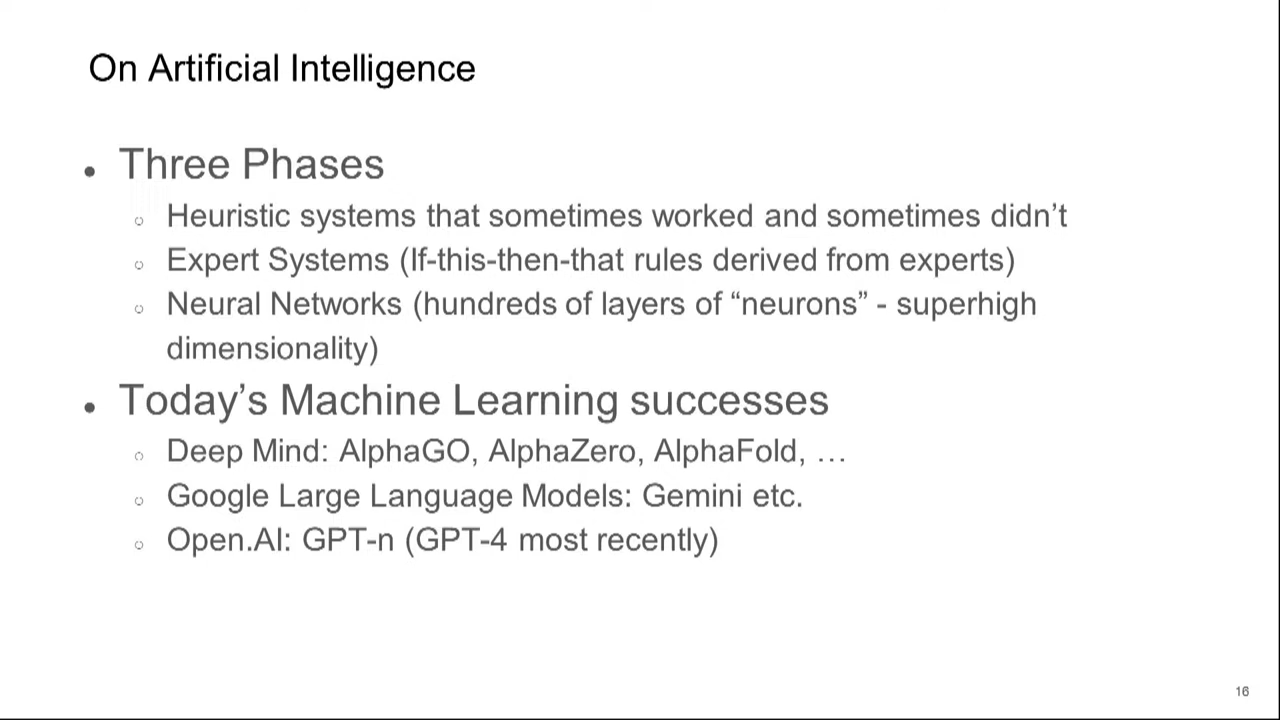 On Artificial Intelligence
● Three Phases
○ Heuristic systems that sometimes worked and sometimes didn’t
○ Expert Systems (If-this-then-that rules derived from experts)
○ Neural Networks (hundreds of layers of “neurons” - superhigh
dimensionality)
● Today’s Machine Learning successes
○ Deep Mind: AlphaGO, AlphaZero, AlphaFold, …
○ Google Large Language Models: Gemini etc.
○ Open.AI: GPT-n (GPT-4 most recently)
16